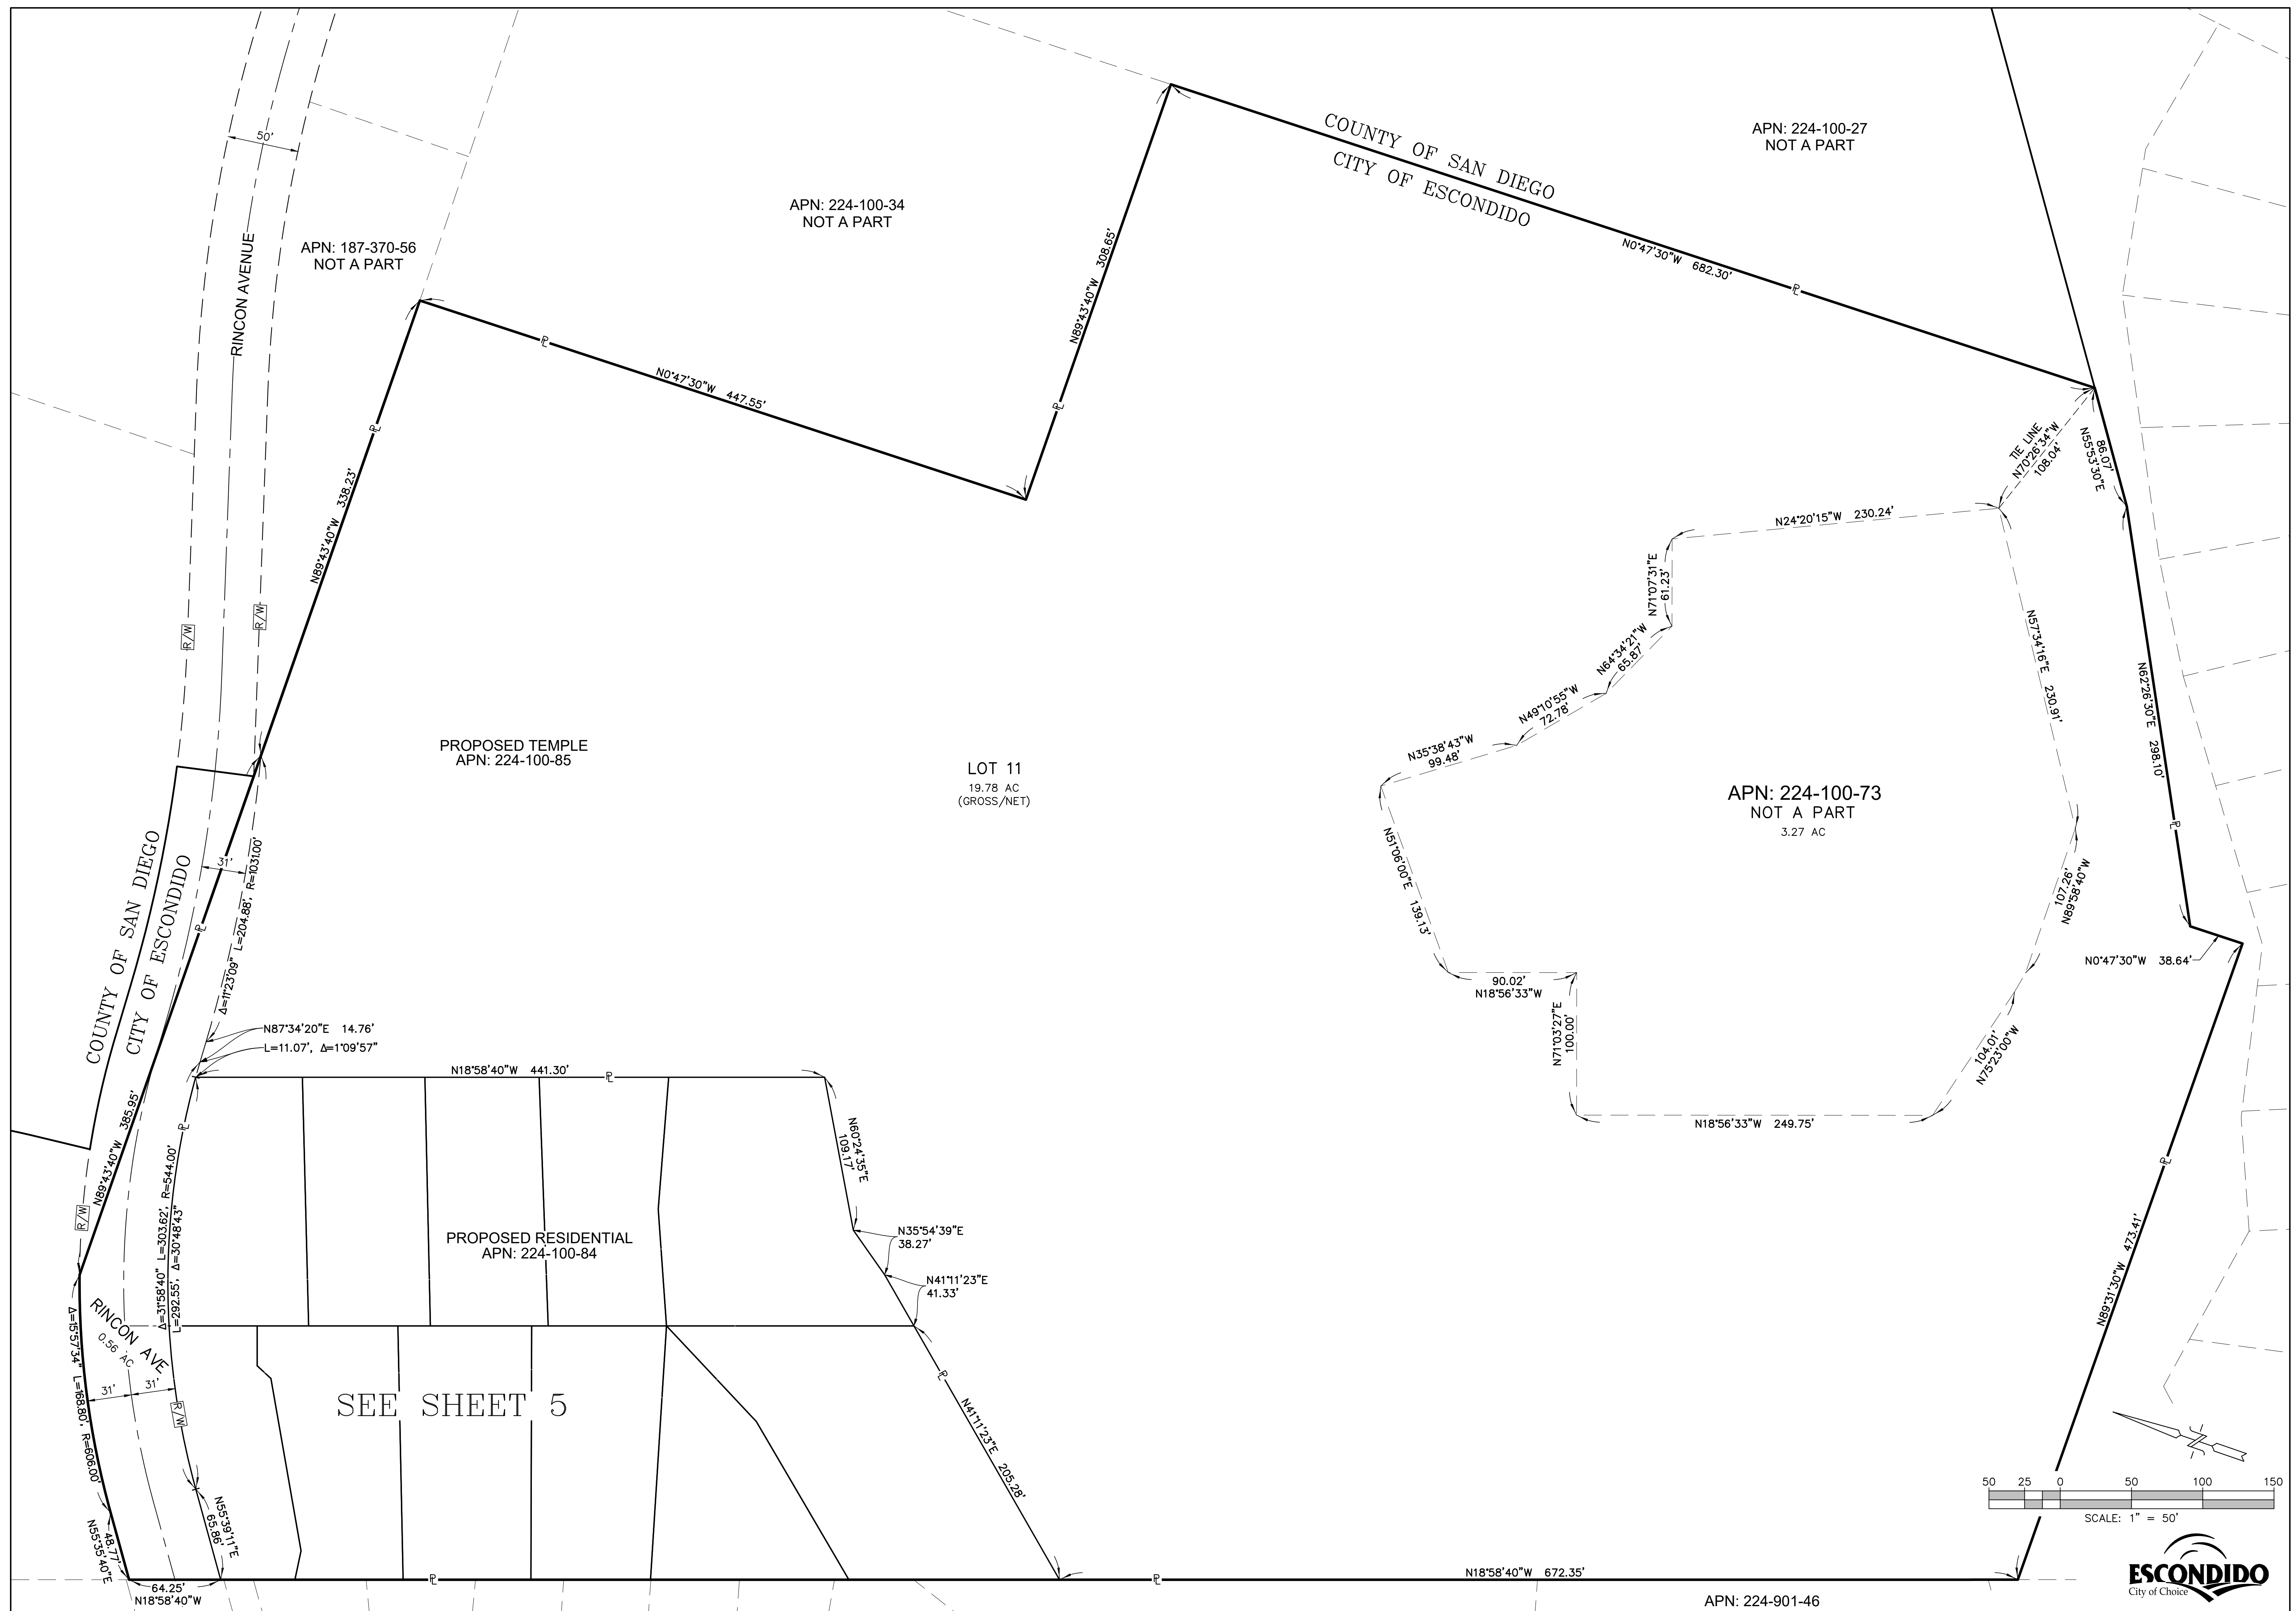 50'
RINCON AVENUE
APN: 187-370-56
NOT A PART
APN: 224-100-34
NOT A PART
COUNTY OF SAN DIEGO
CITY OF ESCONDIDO
APN: 224-100-27
NOT A PART
N89°43'40"W 308.65'
N0°47'30"W 682.30'
PL
N0°47'30"W 447.55'
PL
PL
PL
N89°43'40"W 338.23'
TIE LINE
N70°26'34"W
108.04'
86.07'
N55°53'30"E
N24°20'15"W 230.24'
N71°07'31"E
61.23'
N64°34'21"W
65.87'
N49°10'55"W
72.78'
N35°38'43"W
99.48'
N57°34'16"E 230.91'
N62°26'30"E 298.10'
PL
R/W
R/W
PROPOSED TEMPLE
APN: 224-100-85
LOT 11
19.78 AC
(GROSS/NET)
APN: 224-100-73
NOT A PART
3.27 AC
COUNTY OF SAN DIEGO
CITY OF ESCONDIDO
31'
PL
Δ=11°23'09" L=204.88', R=1031.00'
N51°06'00"E 139.13'
107.26'
N89°58'40"W
N0°47'30"W 38.64'
90.02'
N18°56'33"W
N71°03'27"E
100.00'
104.01'
N75°23'00"W
N18°56'33"W 249.75'
N87°34'20"E 14.76'
L=11.07', Δ=1°09'57"
N18°58'40"W 441.30'
PL
N89°43'40"W 385.95'
PL
Δ=31°58'40" L=303.62', R=544.00'
L=292.55', Δ=30°48'43"
N60°24'35"E
109.17'
PROPOSED RESIDENTIAL
APN: 224-100-84
N35°54'39"E
38.27'
N41°11'23"E
41.33'
R/W
PL
N89°31'30"W 473.41'
RINCON AVE
0.56 AC
31'
31'
R/W
Δ=15°57'34" L=168.80', R=606.00'
SEE SHEET 5
PL
N41°11'23"E 205.28'
48.77'
N55°35'40"E
N55°39'11"E
65.86'
64.25'
N18°58'40"W
PL
PL
N18°58'40"W 672.35'
APN: 224-901-46
50 25 0 50 100 150
SCALE: 1" = 50'
ESCONDIDO
City of Choice